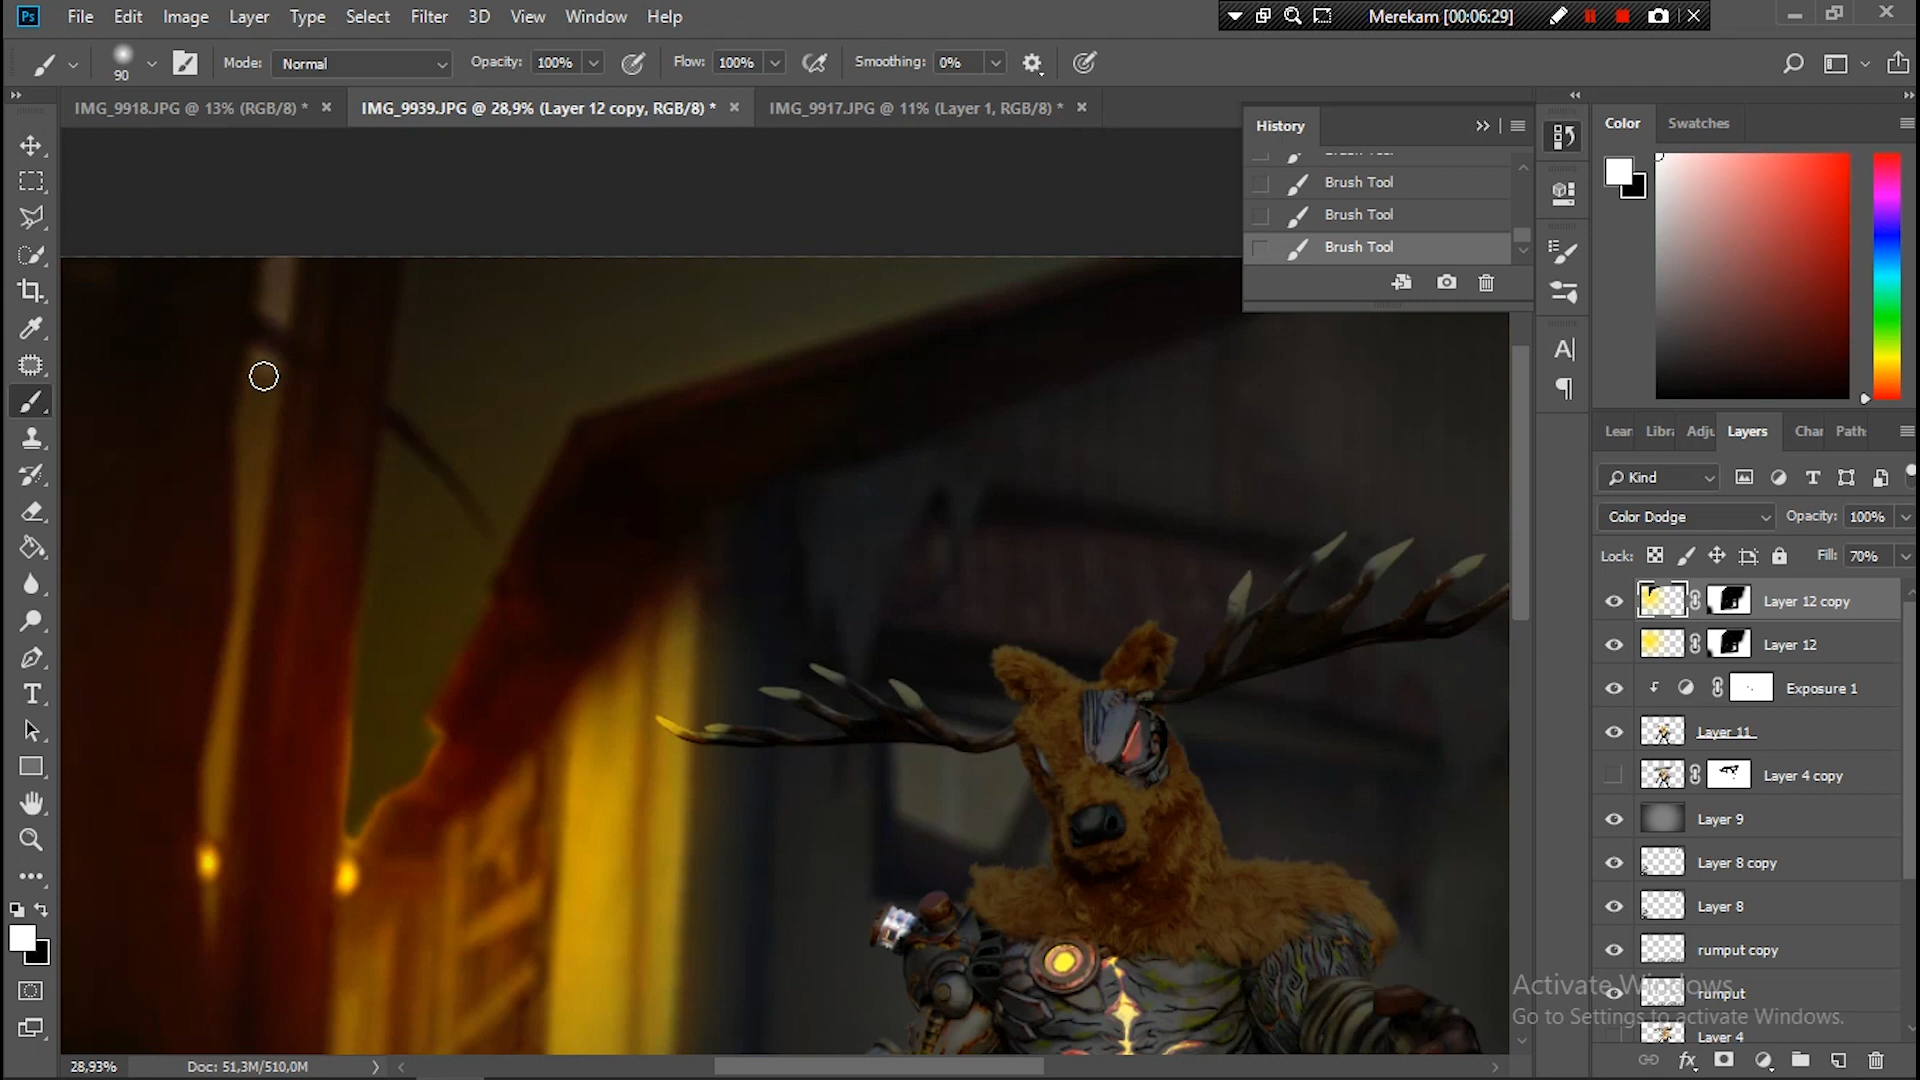 Ps File Edit Image Layer Type Select Filter 3D View Window Help
Merekam [00:06:29]
90 Mode: Normal Opacity: 100% Flow: 100% Smoothing: 0%
IMG_9918.JPG @ 13% (RGB/8) * IMG_9939.JPG @ 28,9% (Layer 12 copy, RGB/8) * IMG_9917.JPG @ 11% (Layer 1, RGB/8) *
History
Brush Tool
Brush Tool
Brush Tool
Brush Tool
Color Swatches
Lear Libra Adju Layers Char Path
Kind
Color Dodge Opacity: 100%
Lock: Fill: 70%
Layer 12 copy
Layer 12
Exposure 1
Layer 11
Layer 4 copy
Layer 9
Layer 8 copy
Layer 8
rumput copy
rumput
Layer 4
Activate Windows
Go to Settings to activate Windows.
28,93% Doc: 51,3M/510,0M